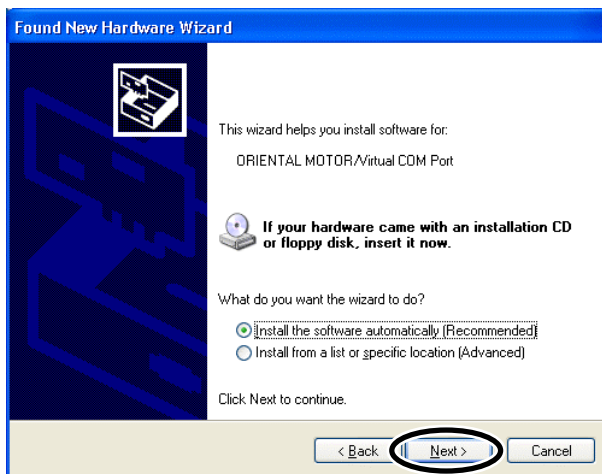 Found New Hardware Wizard
This wizard helps you install software for:
ORIENTAL MOTOR/Virtual COM Port
If your hardware came with an installation CD
or floppy disk, insert it now.
What do you want the wizard to do?
Install the software automatically (Recommended)
Install from a list or specific location (Advanced)
Click Next to continue.
< Back Next > Cancel